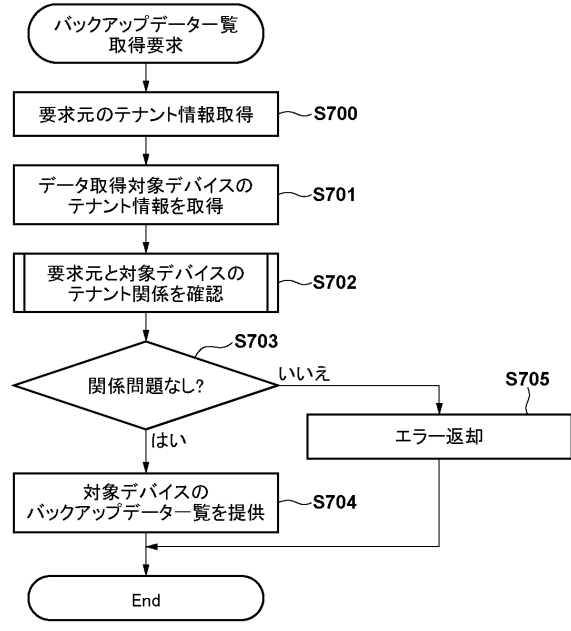 バックアップデータ一覧
取得要求
要求元のテナント情報取得
S700
データ取得対象デバイスの
テナント情報を取得
S701
要求元と対象デバイスの
テナント関係を確認
S702
S703
関係問題なし?
いいえ
はい
S705
エラー返却
対象デバイスの
バックアップデータ一覧を提供
S704
End